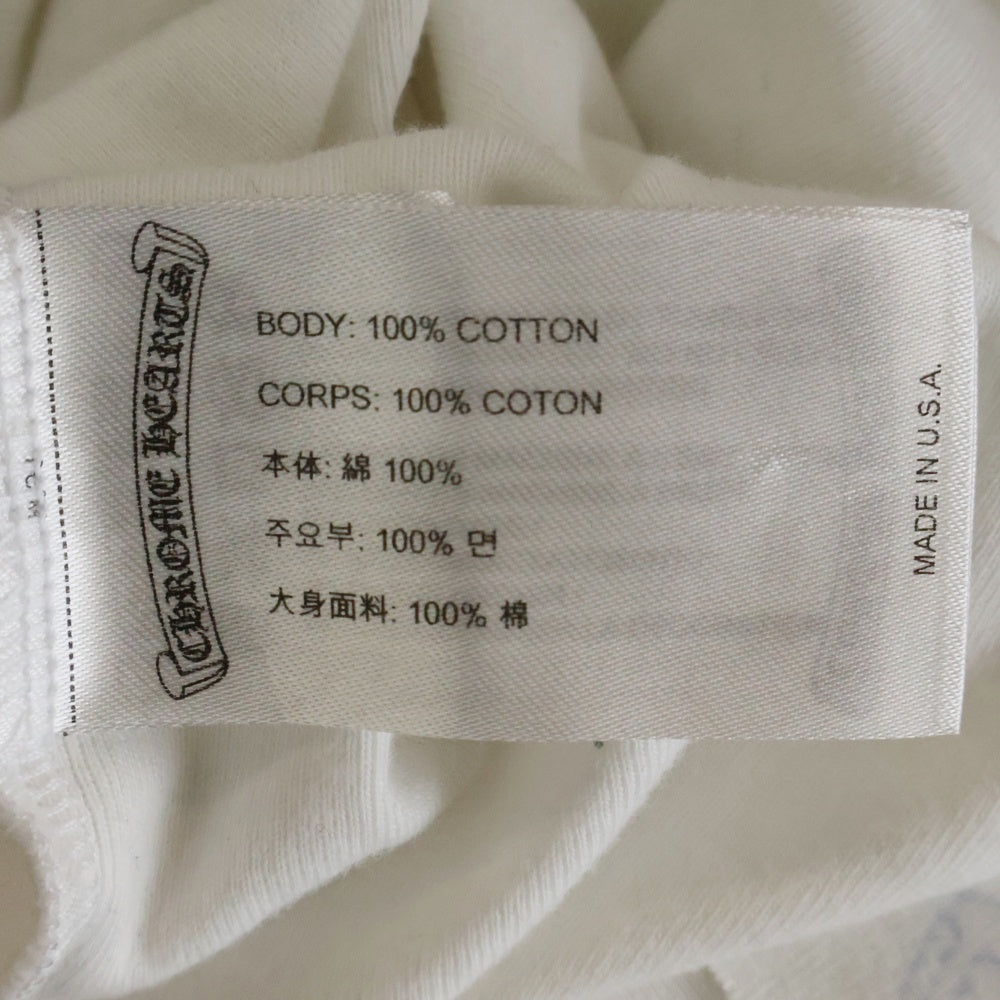 CHROME HEARTS
BODY: 100% COTTON
CORPS: 100% COTON
本体: 綿 100%
주요부: 100% 면
大身面料: 100% 棉
MADE IN U.S.A.